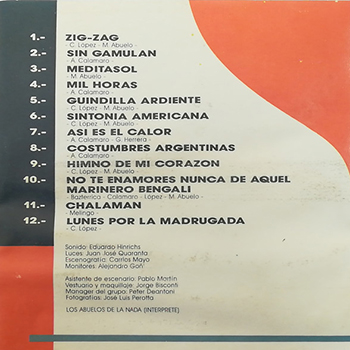 1.- ZIG-ZAG
- C. López - M. Abuelo -
2.- SIN GAMULAN
- A. Calamaro -
3.- MEDITASOL
- M. Abuelo -
4.- MIL HORAS
- A. Calamaro -
5.- GUINDILLA ARDIENTE
- C. López - M. Abuelo -
6.- SINTONIA AMERICANA
- C. López - M. Abuelo -
7.- ASI ES EL CALOR
- A. Calamaro - G. Herrera -
8.- COSTUMBRES ARGENTINAS
- A. Calamaro -
9.- HIMNO DE MI CORAZON
- C. López - M. Abuelo -
10.- NO TE ENAMORES NUNCA DE AQUEL
MARINERO BENGALI
- Bazterrica - Calamaro - López - M. Abuelo -
11.- CHALAMAN
- Melingo -
12.- LUNES POR LA MADRUGADA
- C. López -
Sonido: Eduardo Hinrichs
Luces: Juan José Quaranta
Escenografía: Carlos Mayo
Monitores: Alejandro Goñi
Asistente de escenario: Pablo Martín
Vestuario y maquillaje: Jorge Bisconti
Manager del grupo: Peter Deantoni
Fotografías: José Luis Perotta
LOS ABUELOS DE LA NADA (INTERPRETE)